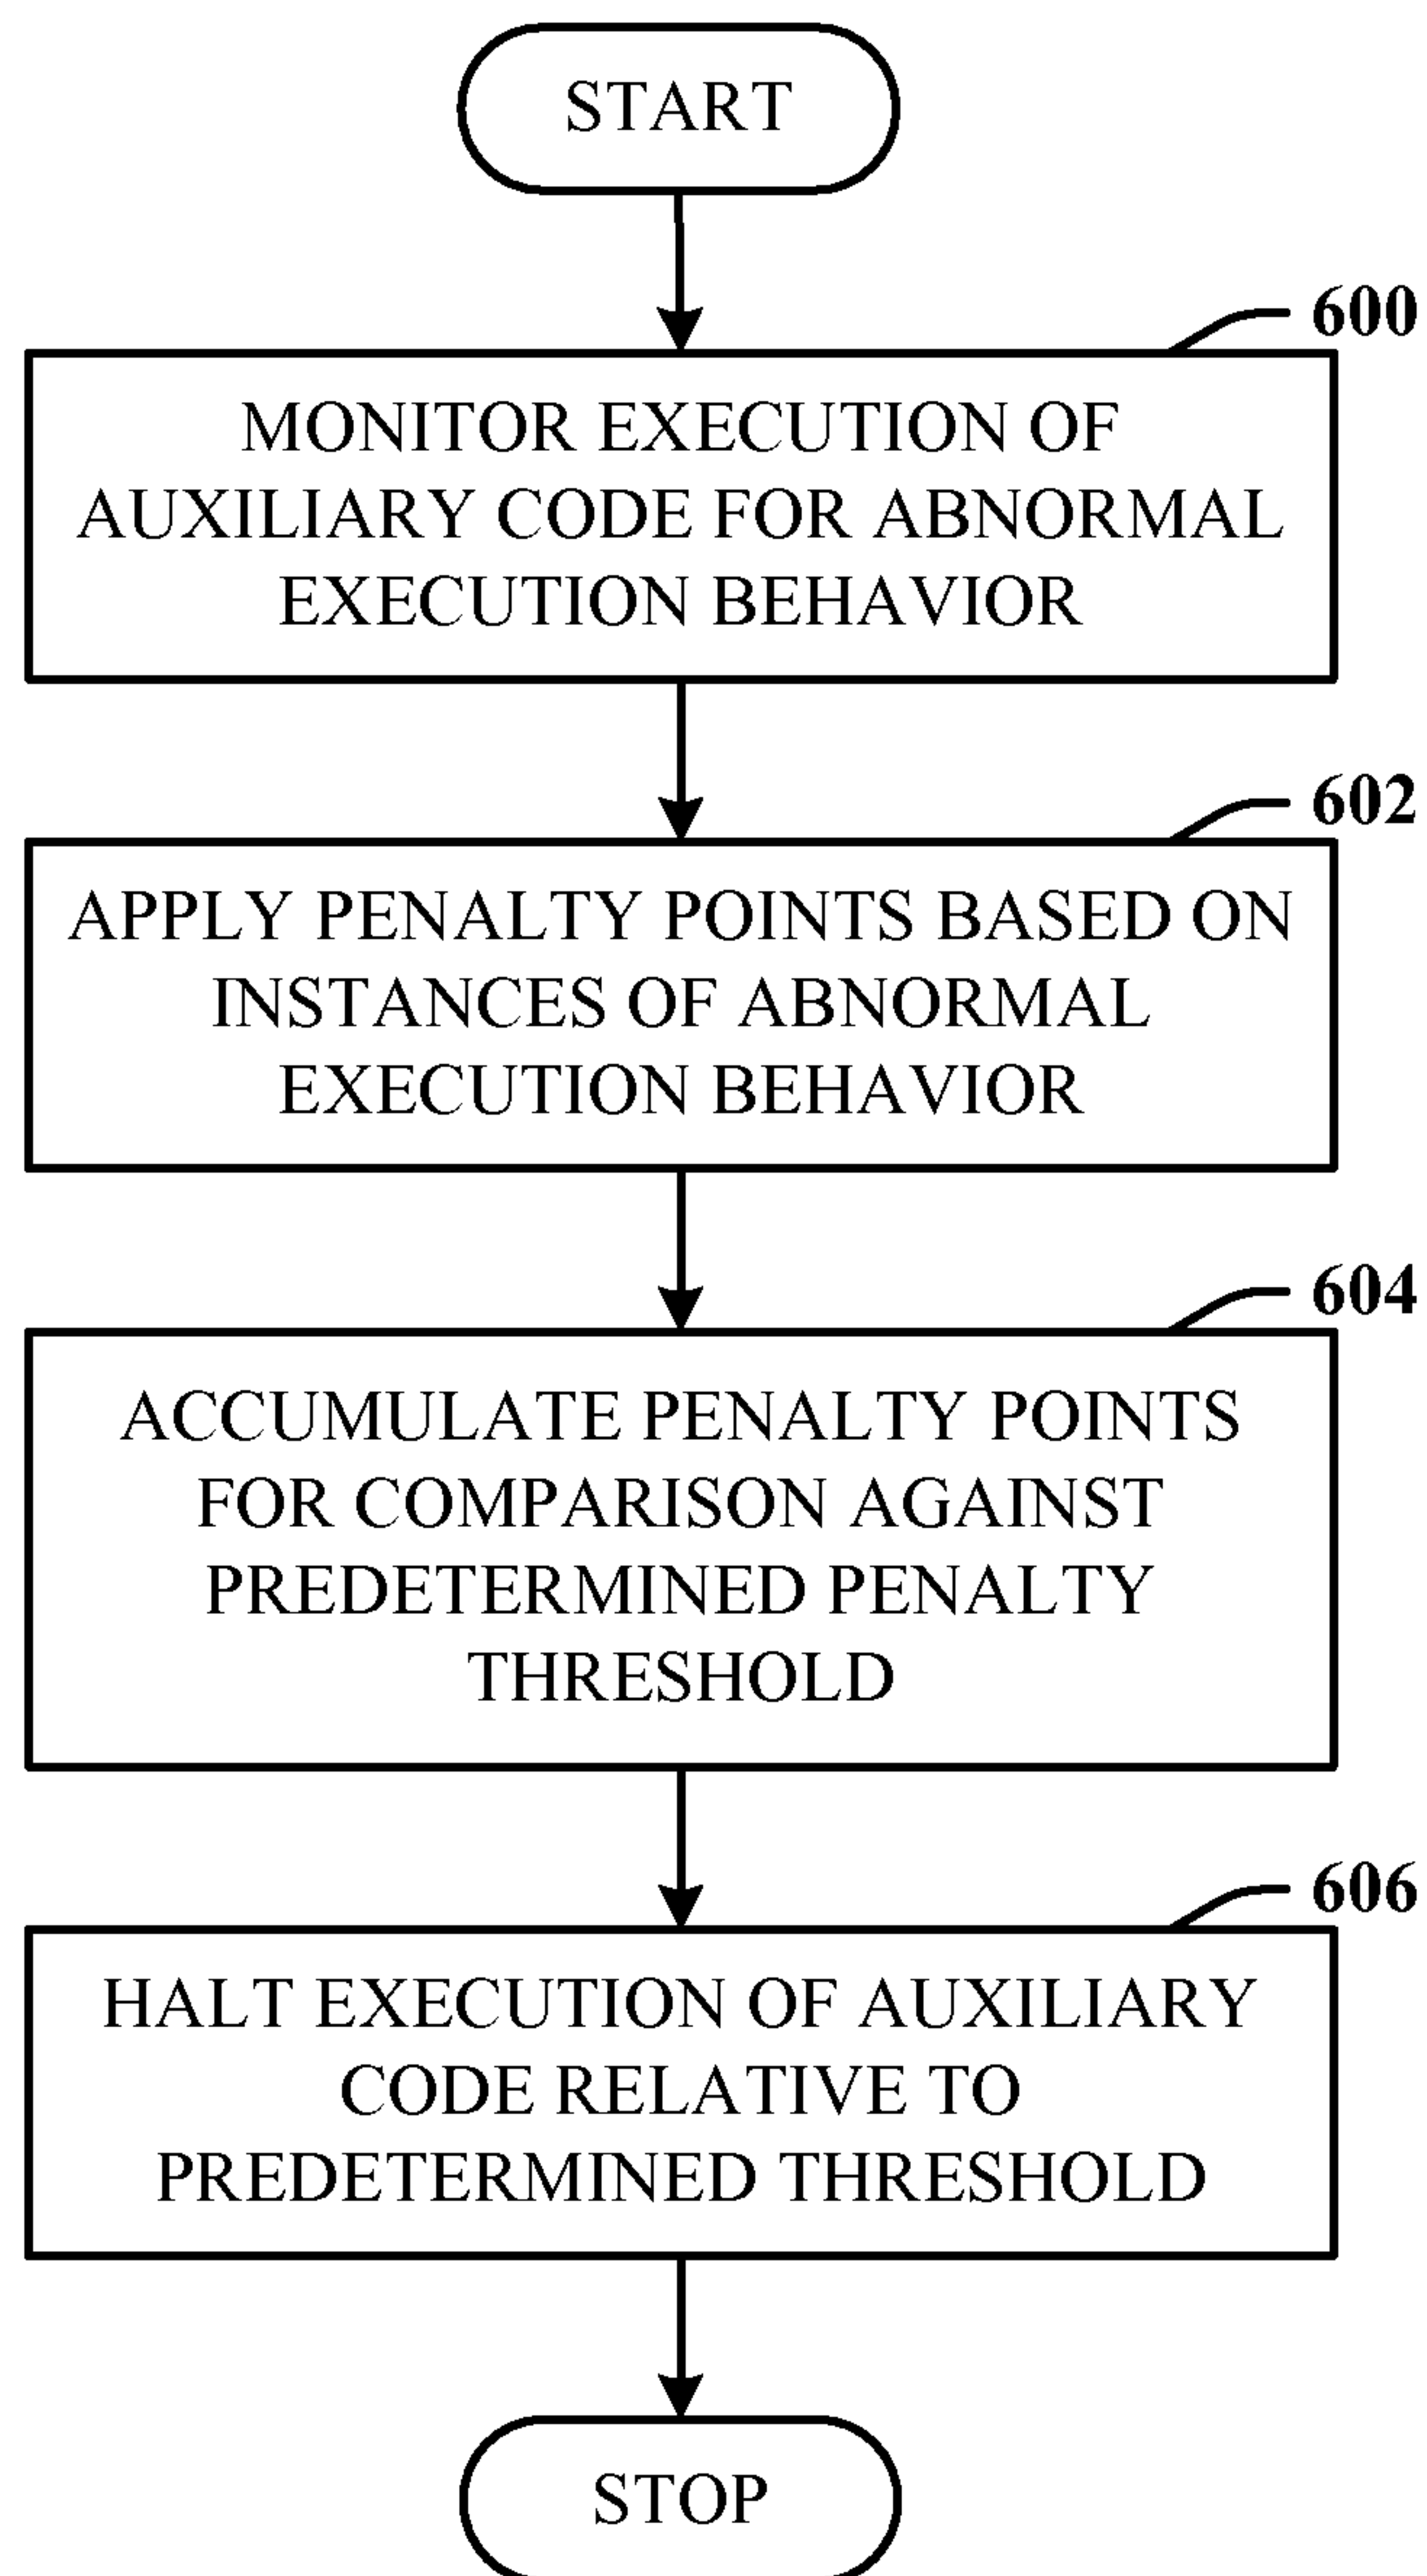 START
600
MONITOR EXECUTION OF
AUXILIARY CODE FOR ABNORMAL
EXECUTION BEHAVIOR
602
APPLY PENALTY POINTS BASED ON
INSTANCES OF ABNORMAL
EXECUTION BEHAVIOR
604
ACCUMULATE PENALTY POINTS
FOR COMPARISON AGAINST
PREDETERMINED PENALTY
THRESHOLD
606
HALT EXECUTION OF AUXILIARY
CODE RELATIVE TO
PREDETERMINED THRESHOLD
STOP